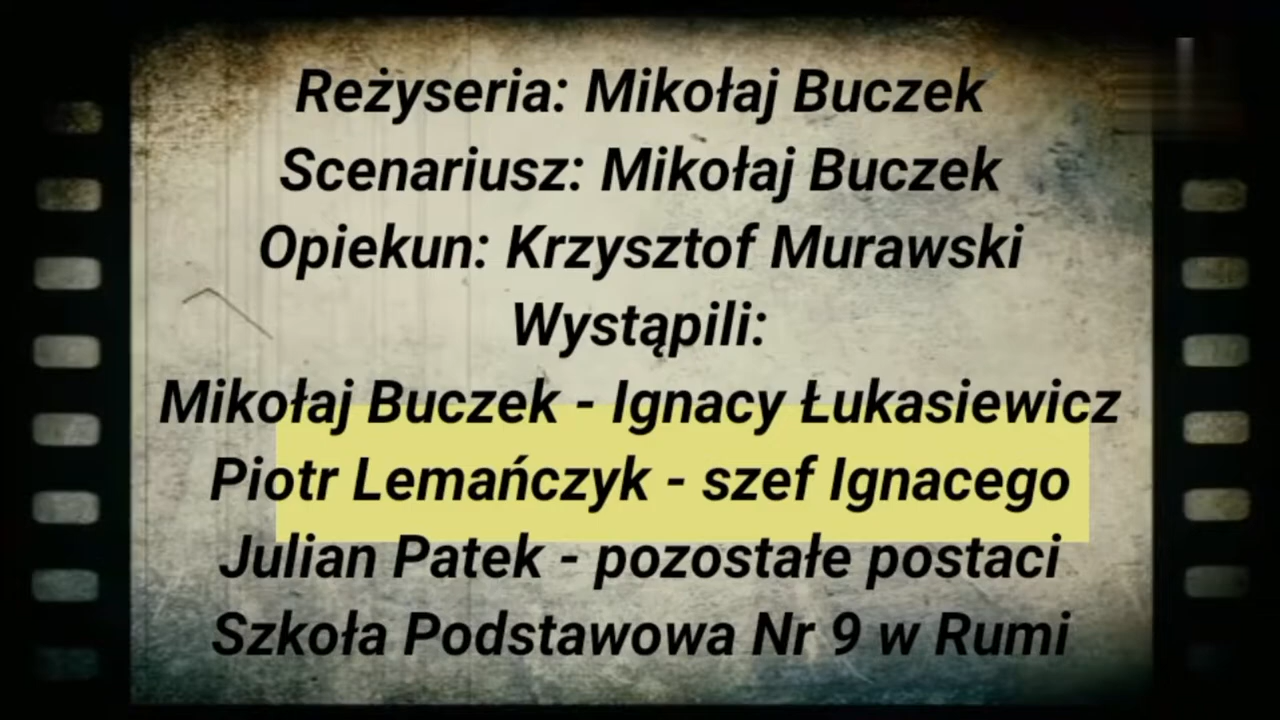 Reżyseria: Mikołaj Buczek
Scenariusz: Mikołaj Buczek
Opiekun: Krzysztof Murawski
Wystąpili:
Mikołaj Buczek - Ignacy Łukasiewicz
Piotr Lemańczyk - szef Ignacego
Julian Patek - pozostałe postaci
Szkoła Podstawowa Nr 9 w Rumi